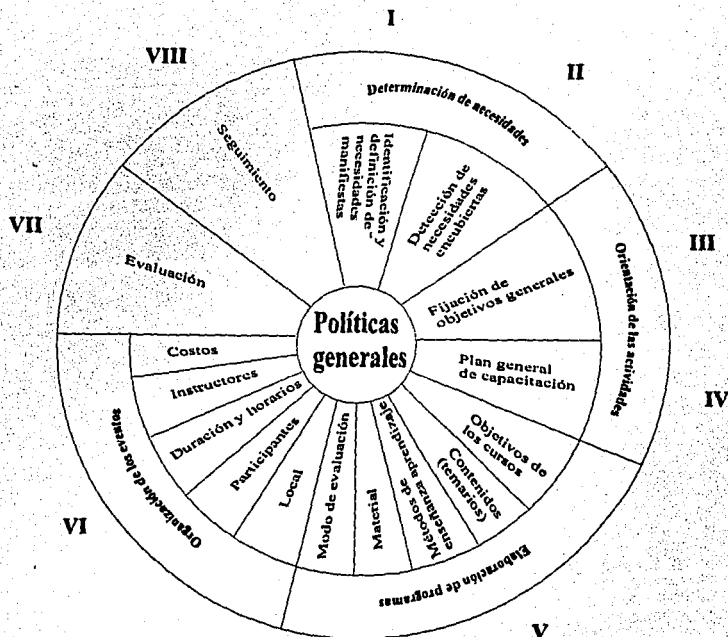 I
II
III
IV
V
VI
VII
VIII
Determinación de necesidades
Identificación y
definición de -
necesidades
manifiestas
Detección de
necesidades
encubiertas
Orientación de las actividades
Fijación de
objetivos generales
Plan general
de capacitación
Elaboración de programas
Objetivos de
los cursos
Contenidos
(temarios)
Métodos de
enseñanza aprendizaje
Material
Modo de evaluación
Organización de los eventos
Local
Participantes
Duración y horarios
Instructores
Costos
Evaluación
Seguimiento
Políticas
generales